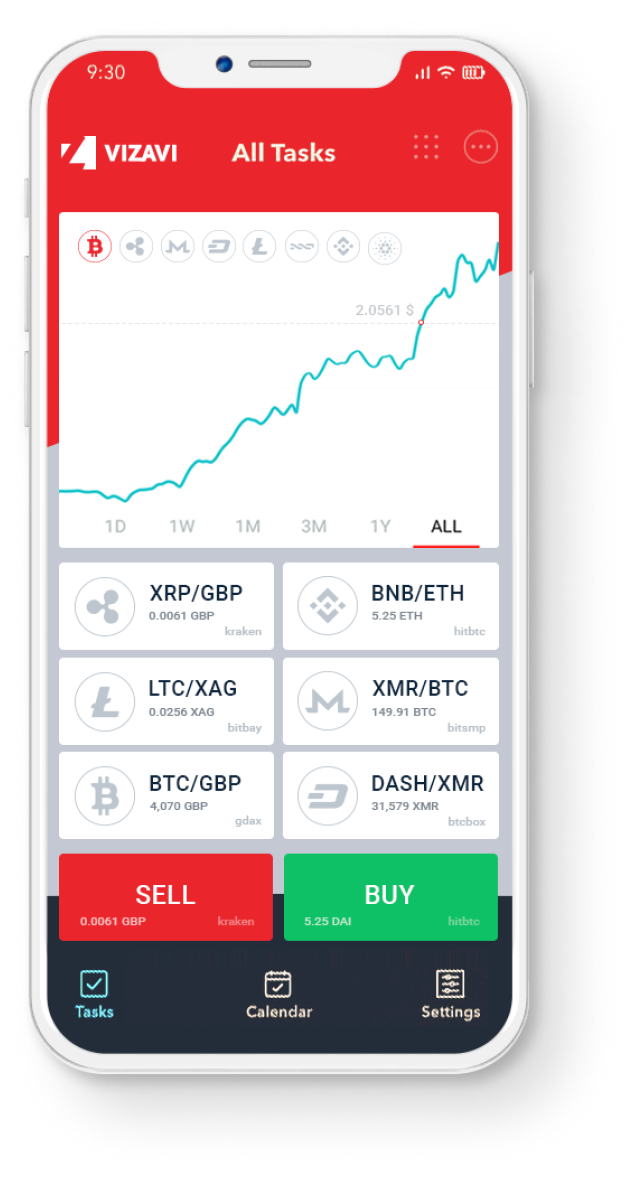 9:30
VIZAVI
All Tasks
2.0561 $
1D 1W 1M 3M 1Y ALL
XRP/GBP
0.0061 GBP
kraken
BNB/ETH
5.25 ETH
hitbtc
LTC/XAG
0.0256 XAG
bitbay
XMR/BTC
149.91 BTC
bitsmp
BTC/GBP
4,070 GBP
gdax
DASH/XMR
31,579 XMR
btcbox
SELL
0.0061 GBP kraken
BUY
5.25 DAI hitbtc
Tasks Calendar Settings